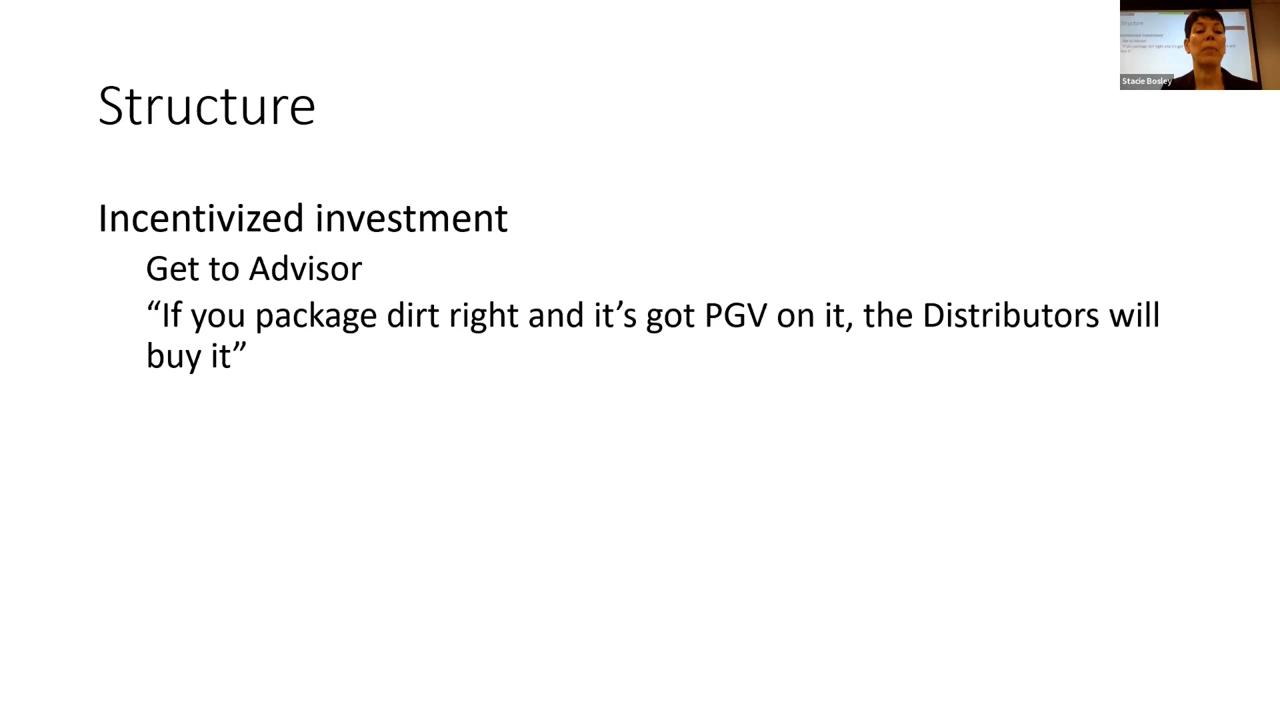 Structure
Incentivized investment
Get to Advisor
“If you package dirt right and it’s got PGV on it, the Distributors will
buy it”
Stacie Bosley